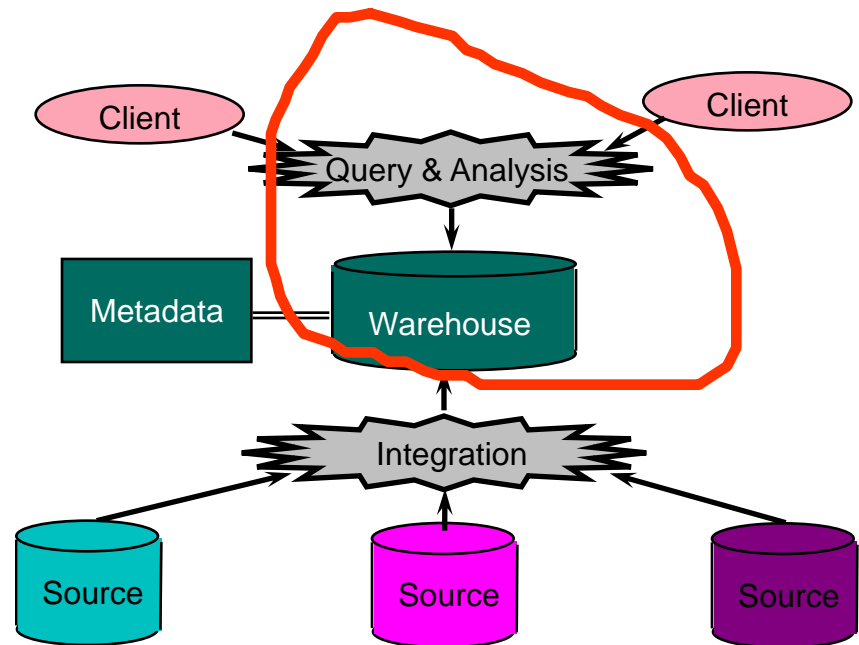 Client
Client
Query & Analysis
Metadata
Warehouse
Integration
Source
Source
Source